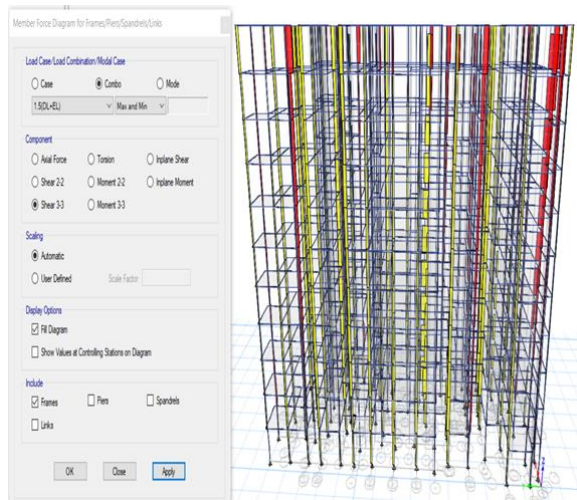 Member Force Diagram for Frames/Piers/Spandrels/Links
Load Case/Load Combination/Modal Case
Case Combo Mode
1.5(DL+EL) Max and Min
Component
Axial Force Torsion Inplane Shear
Shear 2-2 Moment 2-2 Inplane Moment
Shear 3-3 Moment 3-3
Scaling
Automatic
User Defined Scale Factor
Display Options
Fill Diagram
Show Values at Controlling Stations on Diagram
Include
Frames Piers Spandrels
Links
OK Close Apply